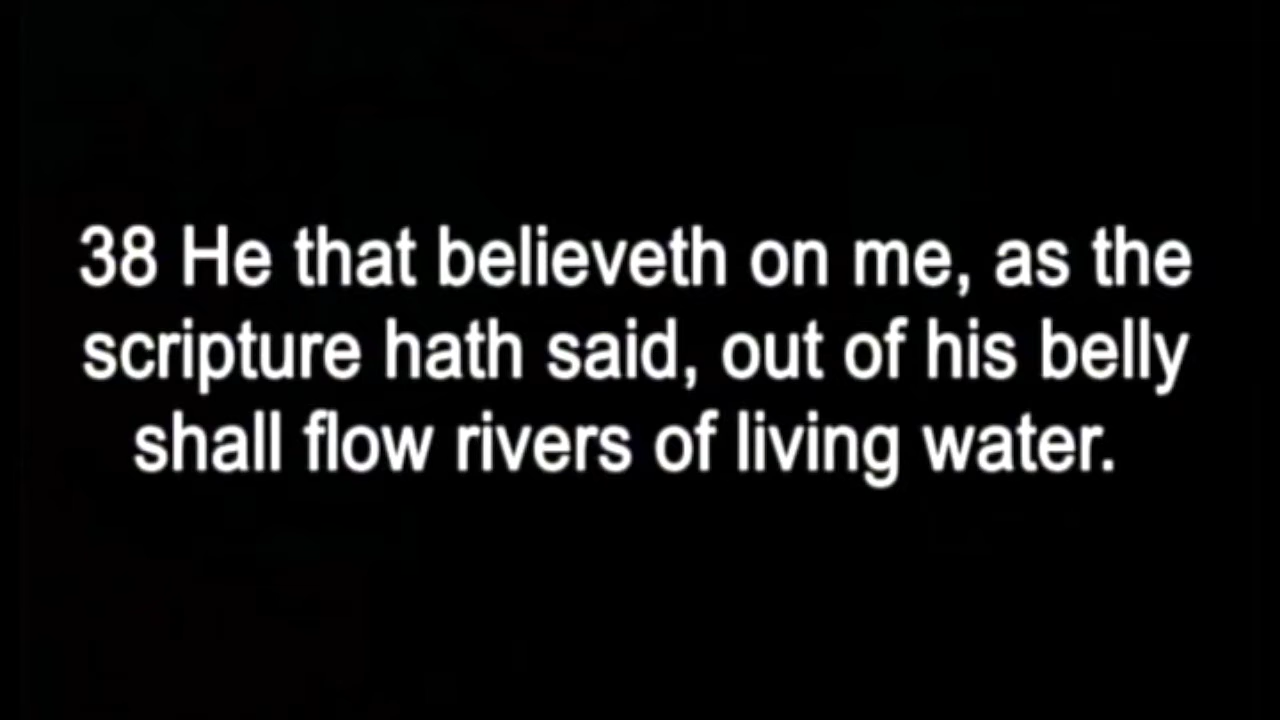 38 He that believeth on me, as the
scripture hath said, out of his belly
shall flow rivers of living water.